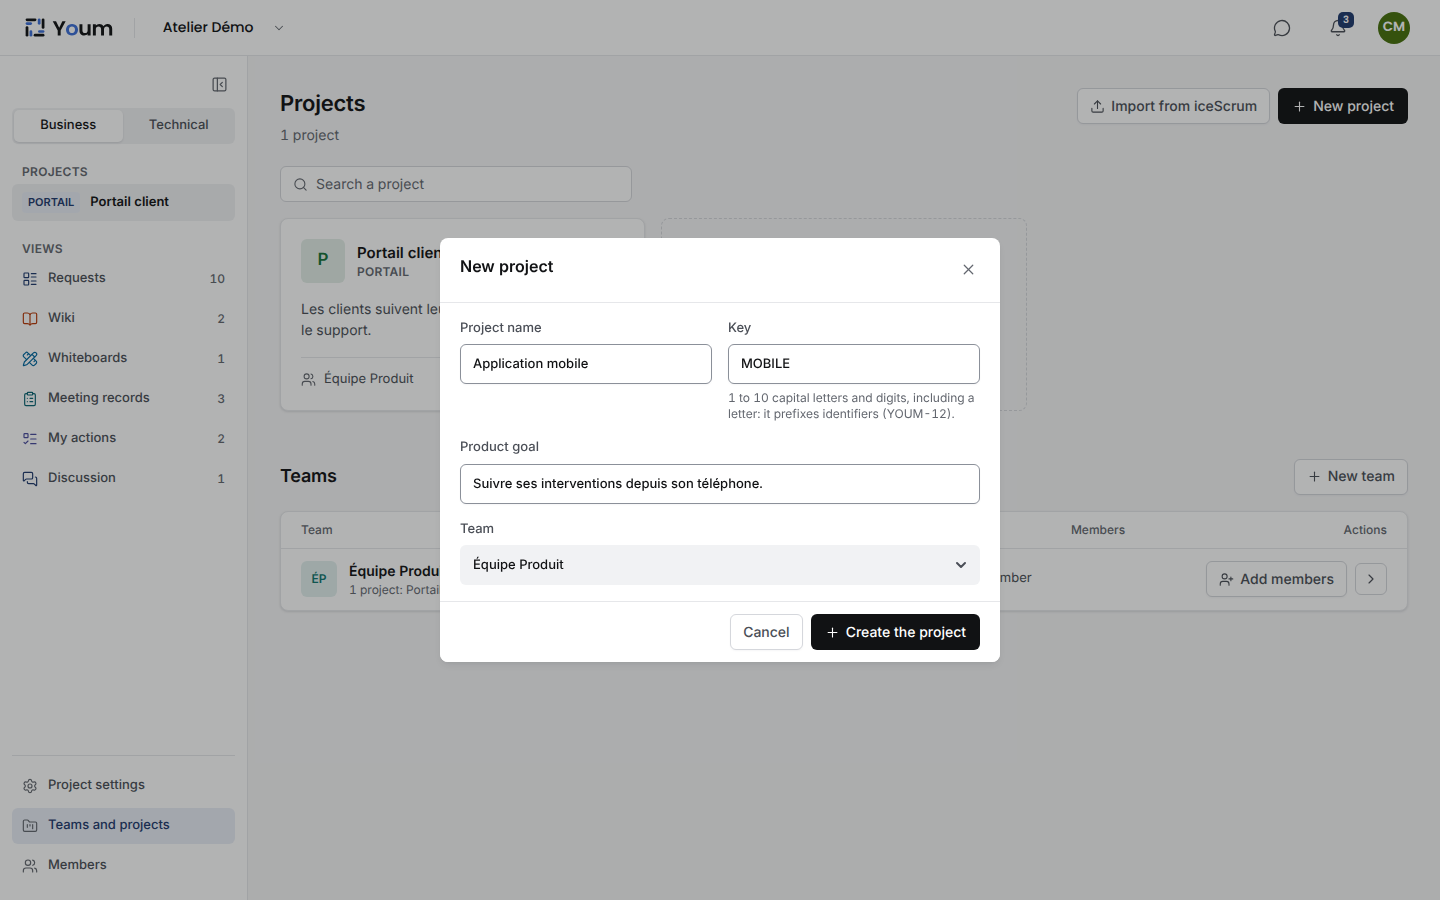 Youm
Atelier Démo
3
CM
Business
Technical
PROJECTS
PORTAIL
Portail client
VIEWS
Requests
10
Wiki
2
Whiteboards
1
Meeting records
3
My actions
2
Discussion
1
Project settings
Teams and projects
Members
Projects
1 project
Import from iceScrum
New project
Search a project
P
Portail clien
PORTAIL
Les clients suivent
le support.
Équipe Produit
Teams
New team
Team
Members
Actions
ÉP
Équipe Produ
1 project: Portai
mber
Add members
New project
Project name
Key
Application mobile
MOBILE
1 to 10 capital letters and digits, including a
letter: it prefixes identifiers (YOUM-12).
Product goal
Suivre ses interventions depuis son téléphone.
Team
Équipe Produit
Cancel
Create the project